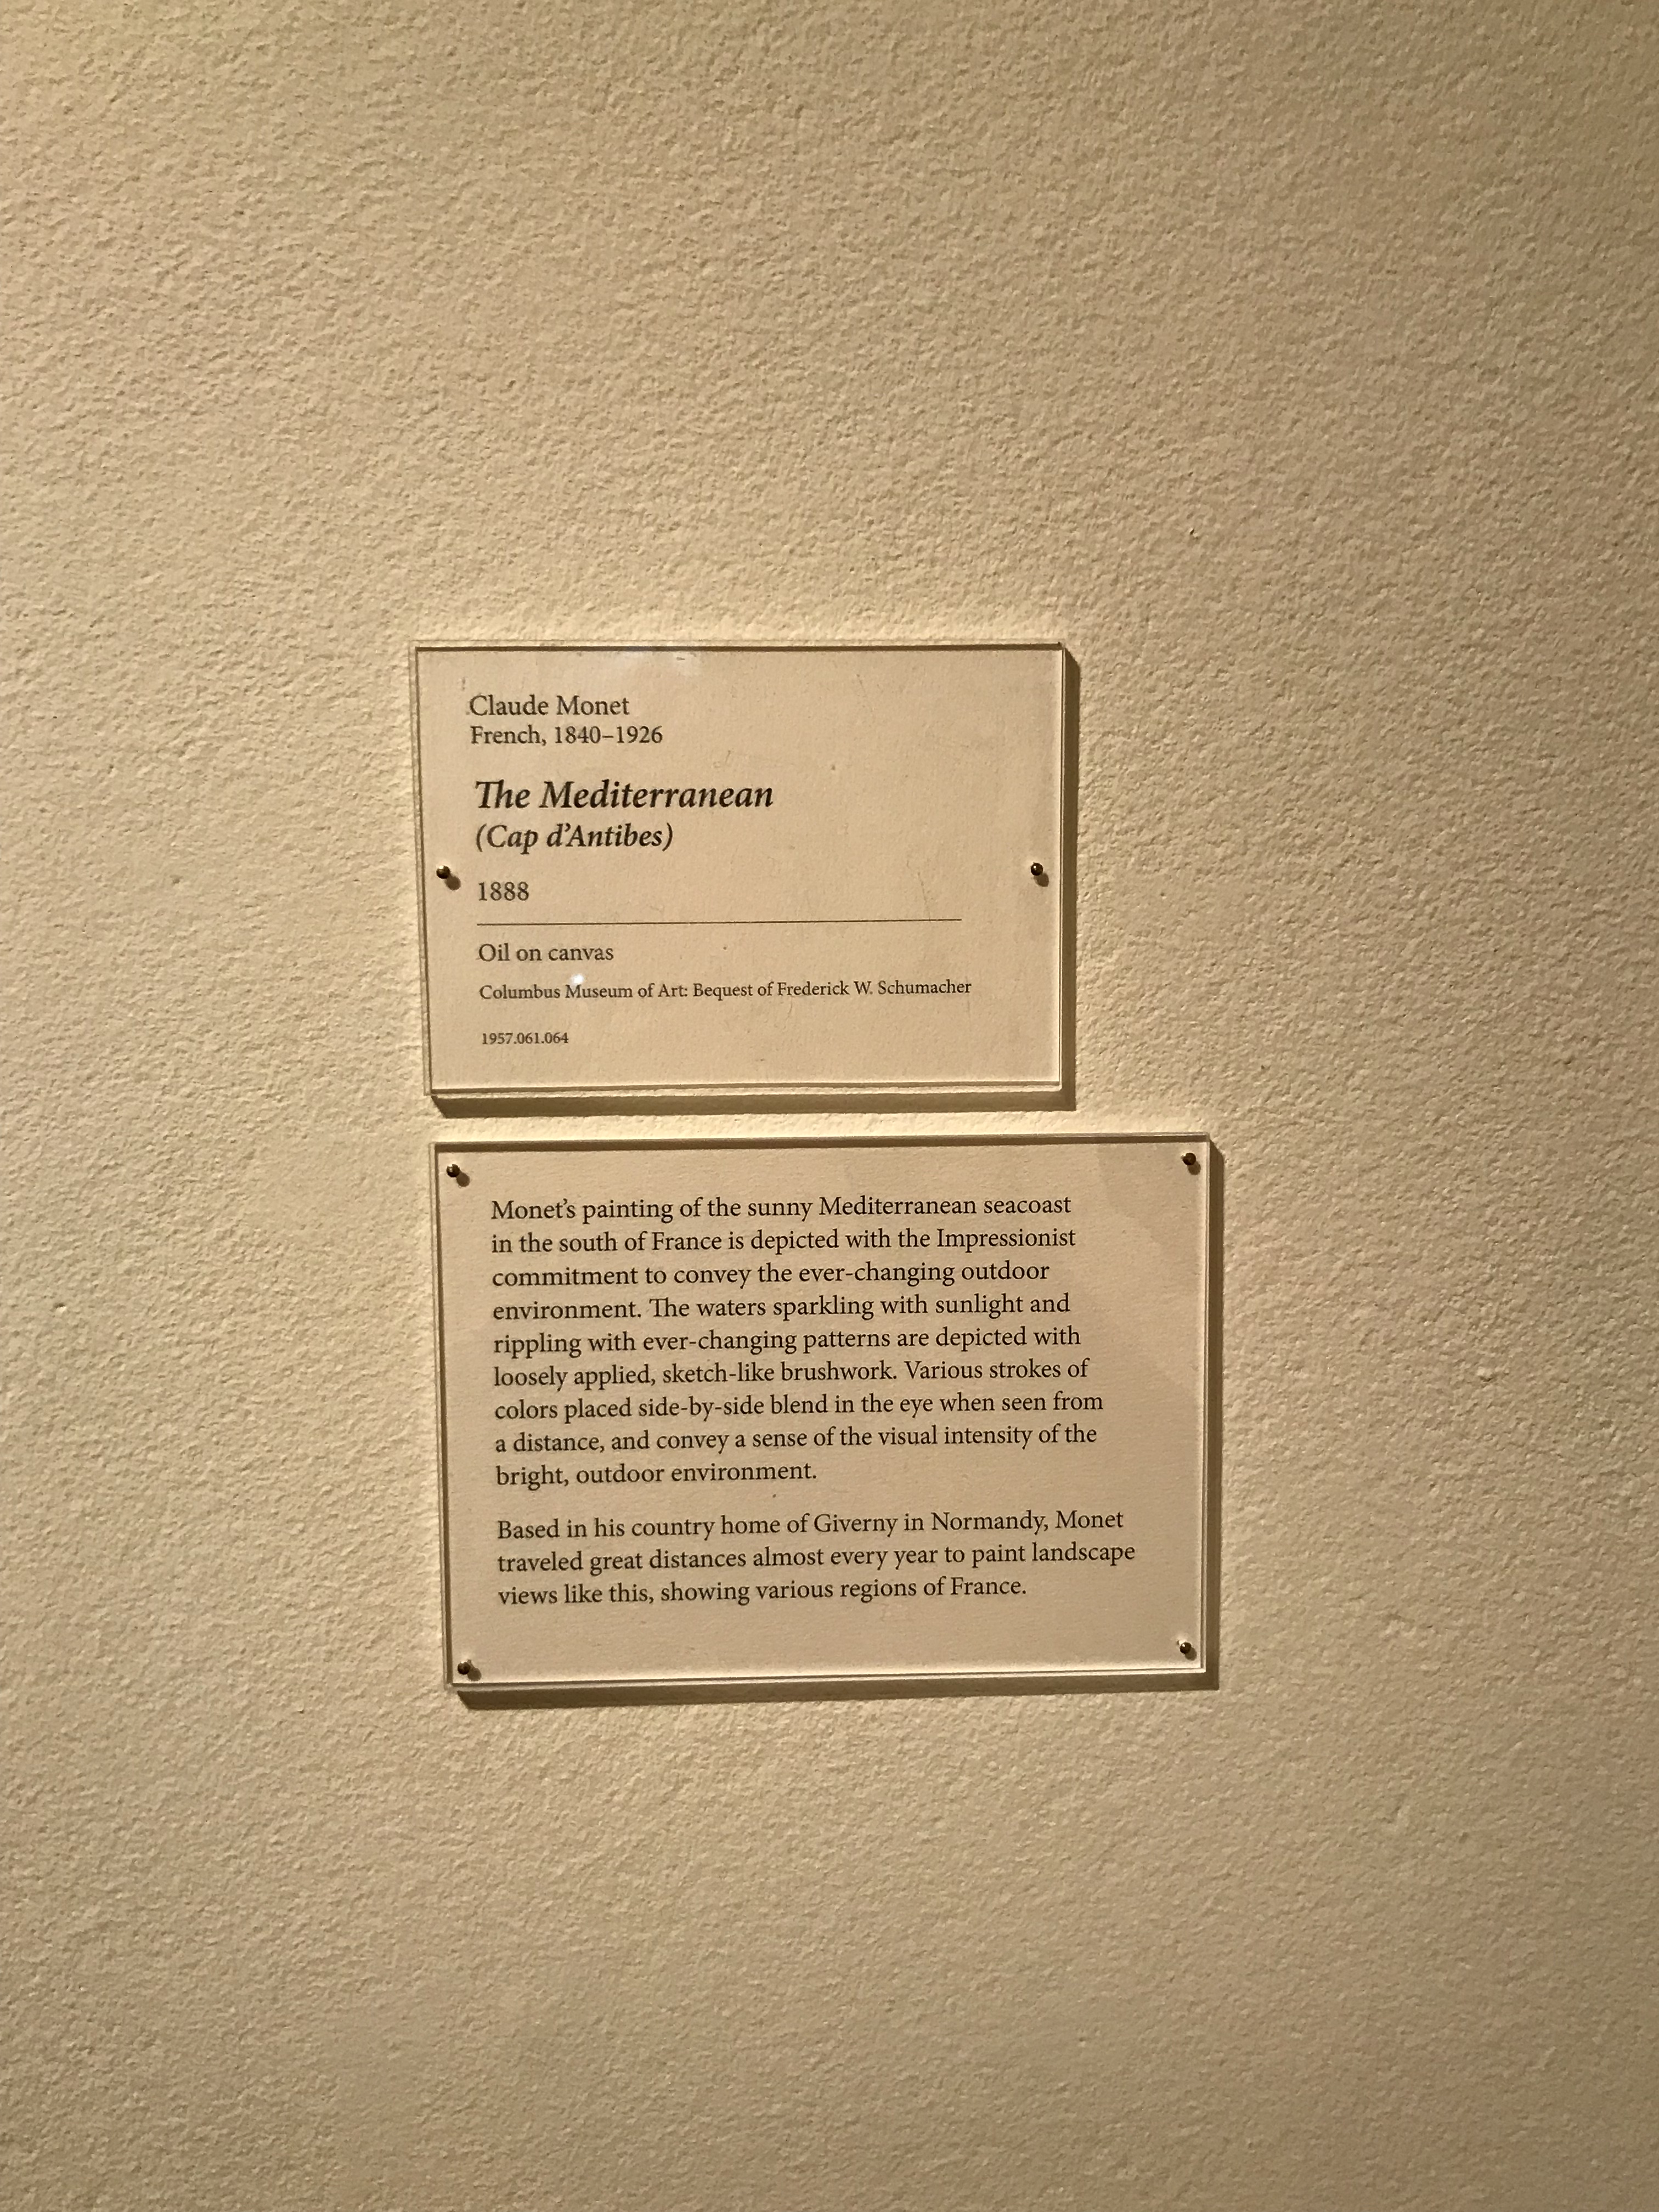 Claude Monet
French, 1840–1926
The Mediterranean
(Cap d’Antibes)
1888
Oil on canvas
Columbus Museum of Art: Bequest of Frederick W. Schumacher
1957.061.064
Monet’s painting of the sunny Mediterranean seacoast
in the south of France is depicted with the Impressionist
commitment to convey the ever-changing outdoor
environment. The waters sparkling with sunlight and
rippling with ever-changing patterns are depicted with
loosely applied, sketch-like brushwork. Various strokes of
colors placed side-by-side blend in the eye when seen from
a distance, and convey a sense of the visual intensity of the
bright, outdoor environment.
Based in his country home of Giverny in Normandy, Monet
traveled great distances almost every year to paint landscape
views like this, showing various regions of France.